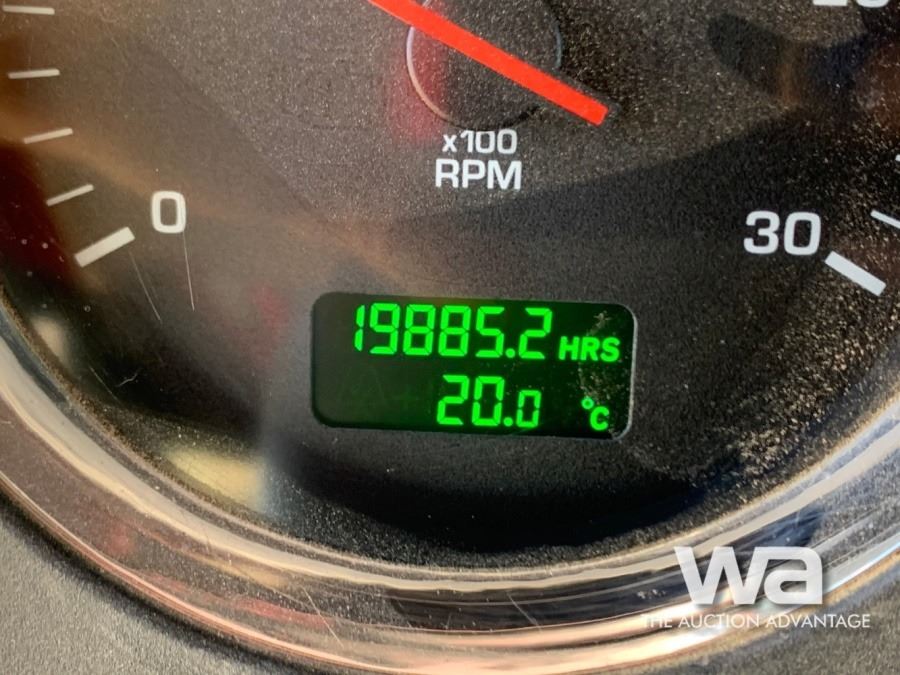 x100
RPM
0
30
19885.2 HRS
20.0 °C
wa
THE AUCTION ADVANTAGE